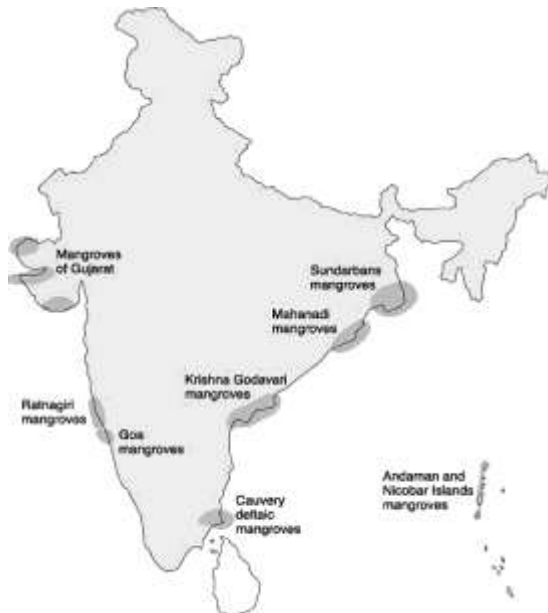 Mangroves
of Gujarat
Sundarbans
mangroves
Mahanadi
mangroves
Krishna Godavari
mangroves
Ratnagiri
mangroves
Goa
mangroves
Andaman and
Nicobar Islands
mangroves
Cauvery
deltaic
mangroves